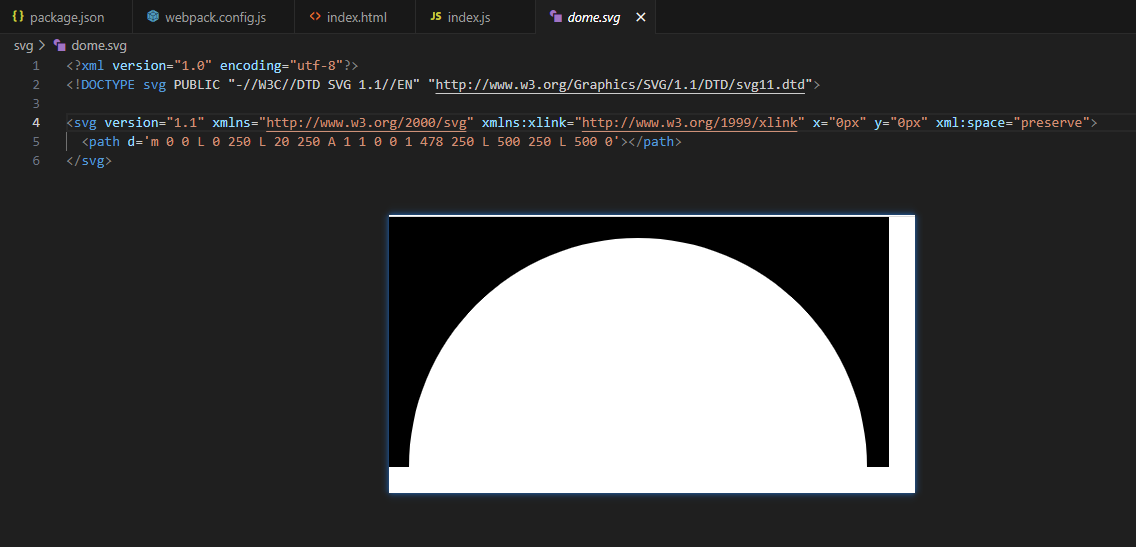 {} package.json webpack.config.js <> index.html JS index.js dome.svg ×
svg > dome.svg
1 <?xml version="1.0" encoding="utf-8"?>
2 <!DOCTYPE svg PUBLIC "-//W3C//DTD SVG 1.1//EN" "http://www.w3.org/Graphics/SVG/1.1/DTD/svg11.dtd">
3
4 <svg version="1.1" xmlns="http://www.w3.org/2000/svg" xmlns:xlink="http://www.w3.org/1999/xlink" x="0px" y="0px" xml:space="preserve">
5 <path d='m 0 0 L 0 250 L 20 250 A 1 1 0 0 1 478 250 L 500 250 L 500 0'></path>
6 </svg>